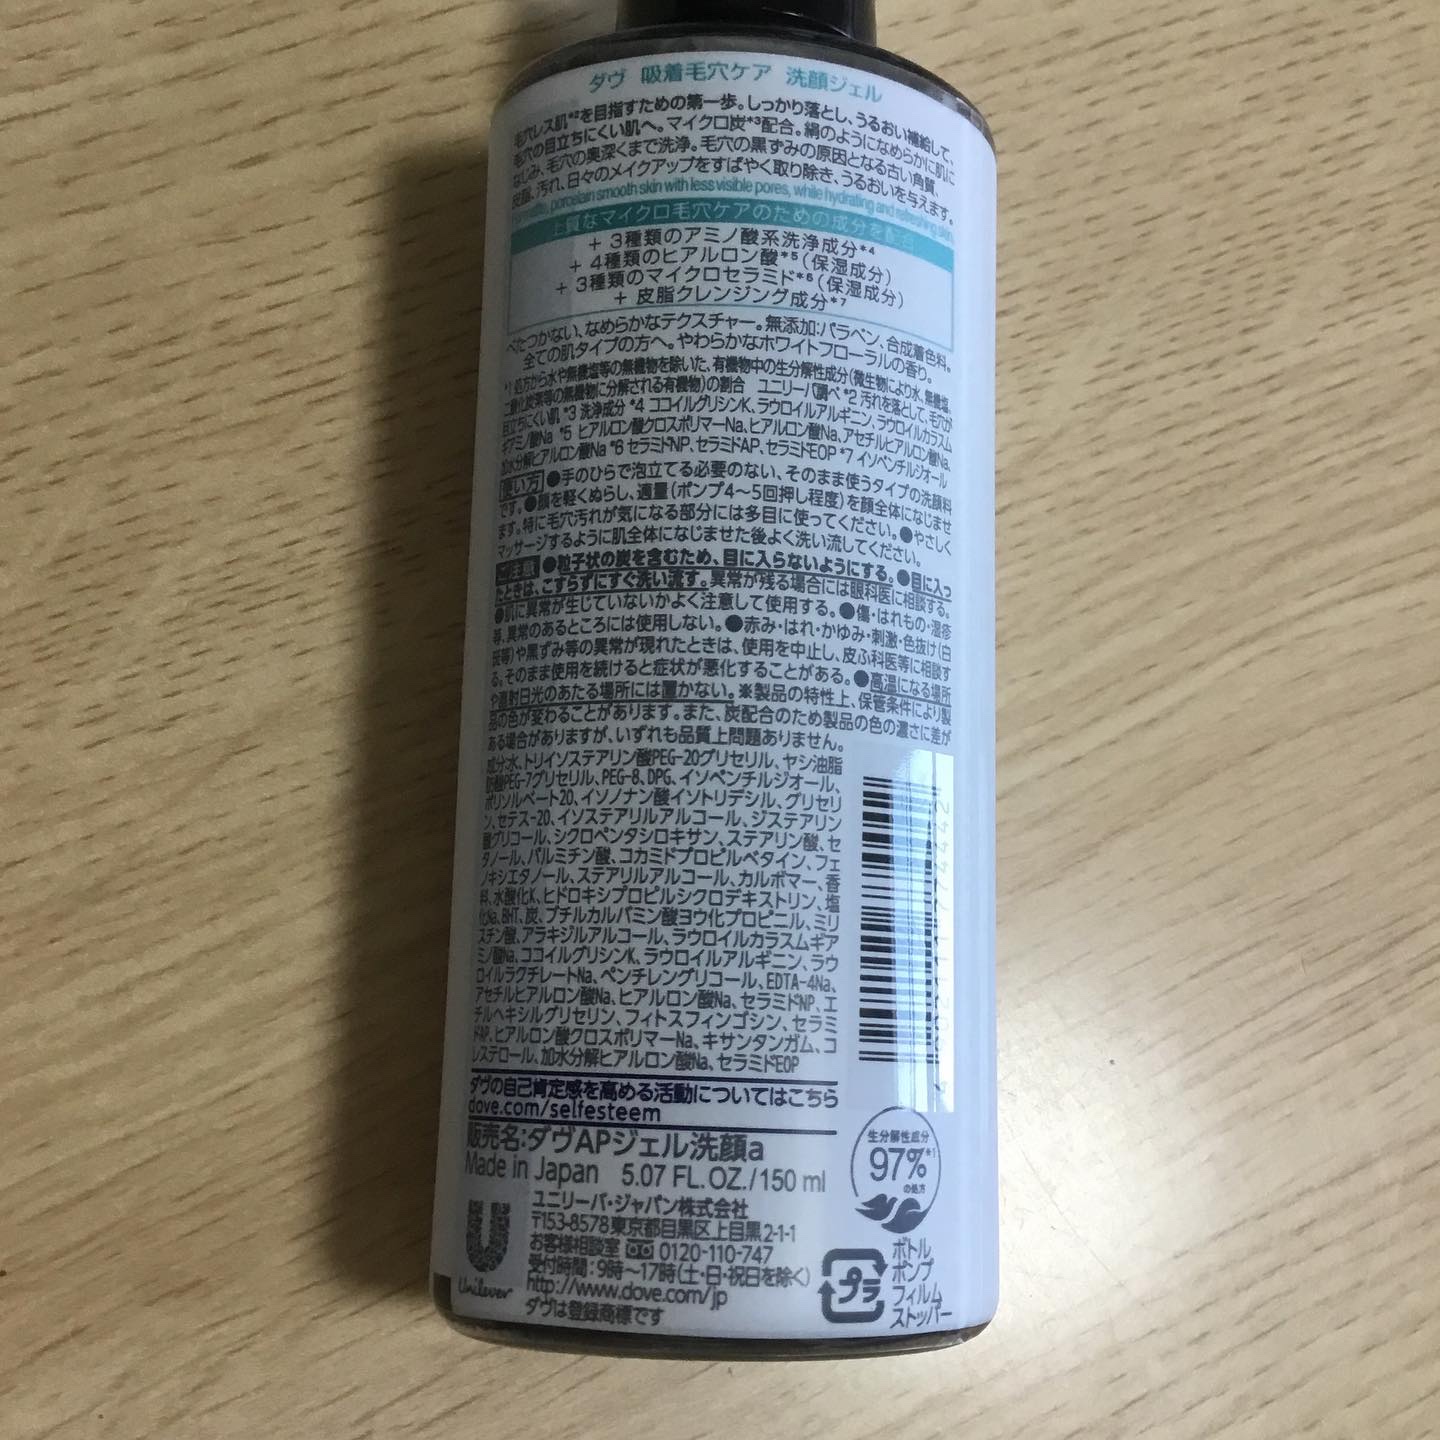 ダヴ 吸着毛穴ケア 洗顔ジェル
毛穴レス肌*2を目指すための第一歩。しっかり落とし、うるおい補給して、
毛穴の目立ちにくい肌へ。マイクロ炭*3配合。絹のようになめらかに肌に
なじみ、毛穴の奥深くまで洗浄。毛穴の黒ずみの原因となる古い角質、
皮脂、汚れ、日々のメイクアップをすばやく取り除き、うるおいを与えます。
porcelain smooth skin with less visible pores, while hydrating and refreshing skin.
上質なマイクロ毛穴ケアのための成分を配合
+ 3種類のアミノ酸系洗浄成分*4
+ 4種類のヒアルロン酸*5(保湿成分)
+ 3種類のマイクロセラミド*6(保湿成分)
+ 皮脂クレンジング成分*7
べたつかない、なめらかなテクスチャー。無添加:パラベン、合成着色料。
全ての肌タイプの方へ。やわらかなホワイトフローラルの香り。
*1 処方から水や無機塩等の無機物を除いた、有機物中の生分解性成分(微生物により水、無機塩、
二酸化炭素等の無機物に分解される有機物)の割合 ユニリーバ調べ *2 汚れを落として、毛穴が
目立ちにくい肌 *3 洗浄成分 *4 ココイルグリシンK、ラウロイルアルギニン、ラウロイルカラスム
ギアミノ酸Na *5 ヒアルロン酸クロスポリマーNa、ヒアルロン酸Na、アセチルヒアルロン酸Na、
加水分解ヒアルロン酸Na *6 セラミドNP、セラミドAP、セラミドEOP *7 イソペンチルジオール
使い方 ●手のひらで泡立てる必要のない、そのまま使うタイプの洗顔料
です。●顔を軽くぬらし、適量(ポンプ4〜5回押し程度)を顔全体になじませ
ます。特に毛穴汚れが気になる部分には多目に使ってください。●やさしく
マッサージするように肌全体になじませた後よく洗い流してください。
ご注意 ●粒子状の炭を含むため、目に入らないようにする。●目に入っ
たときは、こすらずにすぐ洗い流す。異常が残る場合には眼科医に相談する。
●肌に異常が生じていないかよく注意して使用する。●傷・はれもの・湿疹
等、異常のあるところには使用しない。●赤み・はれ・かゆみ・刺激・色抜け(白
斑等)や黒ずみ等の異常が現れたときは、使用を中止し、皮ふ科医等に相談す
る。そのまま使用を続けると症状が悪化することがある。●高温になる場所
や直射日光のあたる場所には置かない。※製品の特性上、保管条件により製
品の色が変わることがあります。また、炭配合のため製品の色の濃さに差が
ある場合がありますが、いずれも品質上問題ありません。
成分水、トリイソステアリン酸PEG-20グリセリル、ヤシ油脂
肪酸PEG-7グリセリル、PEG-8、DPG、イソペンチルジオール、
ポリソルベート20、イソノナン酸イソトリデシル、グリセリ
ン、セテス-20、イソステアリルアルコール、ジステアリン
酸グリコール、シクロペンタシロキサン、ステアリン酸、セ
タノール、パルミチン酸、コカミドプロピルベタイン、フェ
ノキシエタノール、ステアリルアルコール、カルボマー、香
料、水酸化K、ヒドロキシプロピルシクロデキストリン、塩
化Na、BHT、炭、ブチルカルバミン酸ヨウ化プロピニル、ミリ
スチン酸、アラキジルアルコール、ラウロイルカラスムギア
ミノ酸Na、ココイルグリシンK、ラウロイルアルギニン、ラウ
ロイルラクチレートNa、ペンチレングリコール、EDTA-4Na、
アセチルヒアルロン酸Na、ヒアルロン酸Na、セラミドNP、エ
チルヘキシルグリセリン、フィトスフィンゴシン、セラミ
ドAP、ヒアルロン酸クロスポリマーNa、キサンタンガム、コ
レステロール、加水分解ヒアルロン酸Na、セラミドEOP
ダヴの自己肯定感を高める活動についてはこちら
dove.com/selfesteem
販売名:ダヴAPジェル洗顔a
Made in Japan 5.07 FL. OZ. / 150 ml
生分解性成分
97%*1
の処方
Unilever
ユニリーバ・ジャパン株式会社
〒153-8578 東京都目黒区上目黒2-1-1
お客様相談室 0120-110-747
受付時間:9時〜17時(土・日・祝日を除く)
http://www.dove.com/jp
ダヴは登録商標です
プラ
ボトル
ポンプ
フィルム
ストッパー